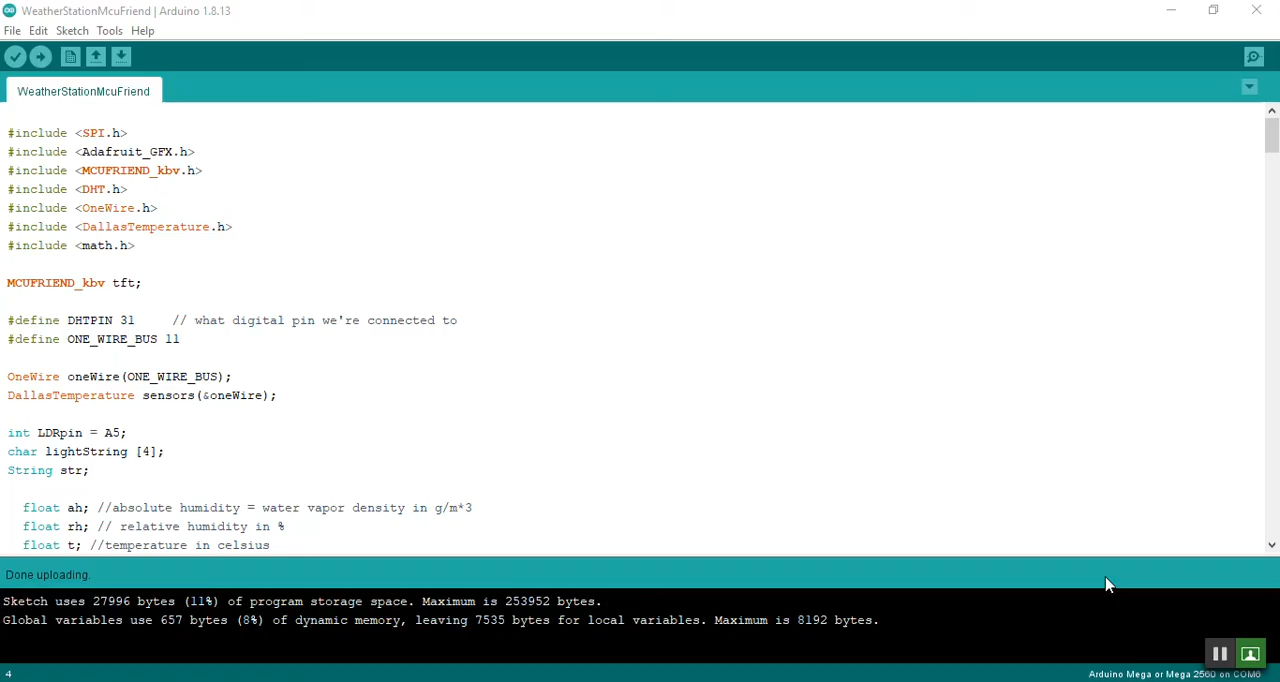 WeatherStationMcuFriend | Arduino 1.8.13
File Edit Sketch Tools Help
WeatherStationMcuFriend
#include <SPI.h>
#include <Adafruit_GFX.h>
#include <MCUFRIEND_kbv.h>
#include <DHT.h>
#include <OneWire.h>
#include <DallasTemperature.h>
#include <math.h>
MCUFRIEND_kbv tft;
#define DHTPIN 31     // what digital pin we're connected to
#define ONE_WIRE_BUS 11
OneWire oneWire(ONE_WIRE_BUS);
DallasTemperature sensors(&oneWire);
int LDRpin = A5;
char lightString [4];
String str;
float ah; //absolute humidity = water vapor density in g/m*3
float rh; // relative humidity in %
float t; //temperature in celsius
Done uploading.
Sketch uses 27996 bytes (11%) of program storage space. Maximum is 253952 bytes.
Global variables use 657 bytes (8%) of dynamic memory, leaving 7535 bytes for local variables. Maximum is 8192 bytes.
4 Arduino Mega or Mega 2560 on COM6